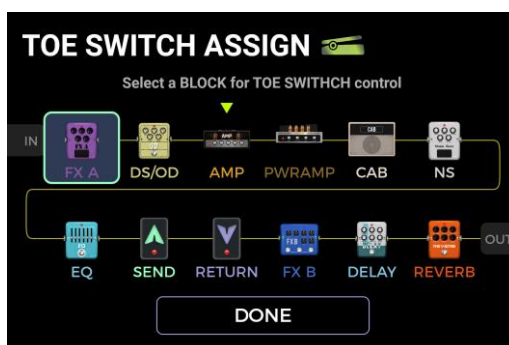 TOE SWITCH ASSIGN
Select a BLOCK for TOE SWITHCH control
IN
FX A DS/OD AMP PWRAMP CAB NS
EQ SEND RETURN FX B DELAY REVERB
OUT
DONE